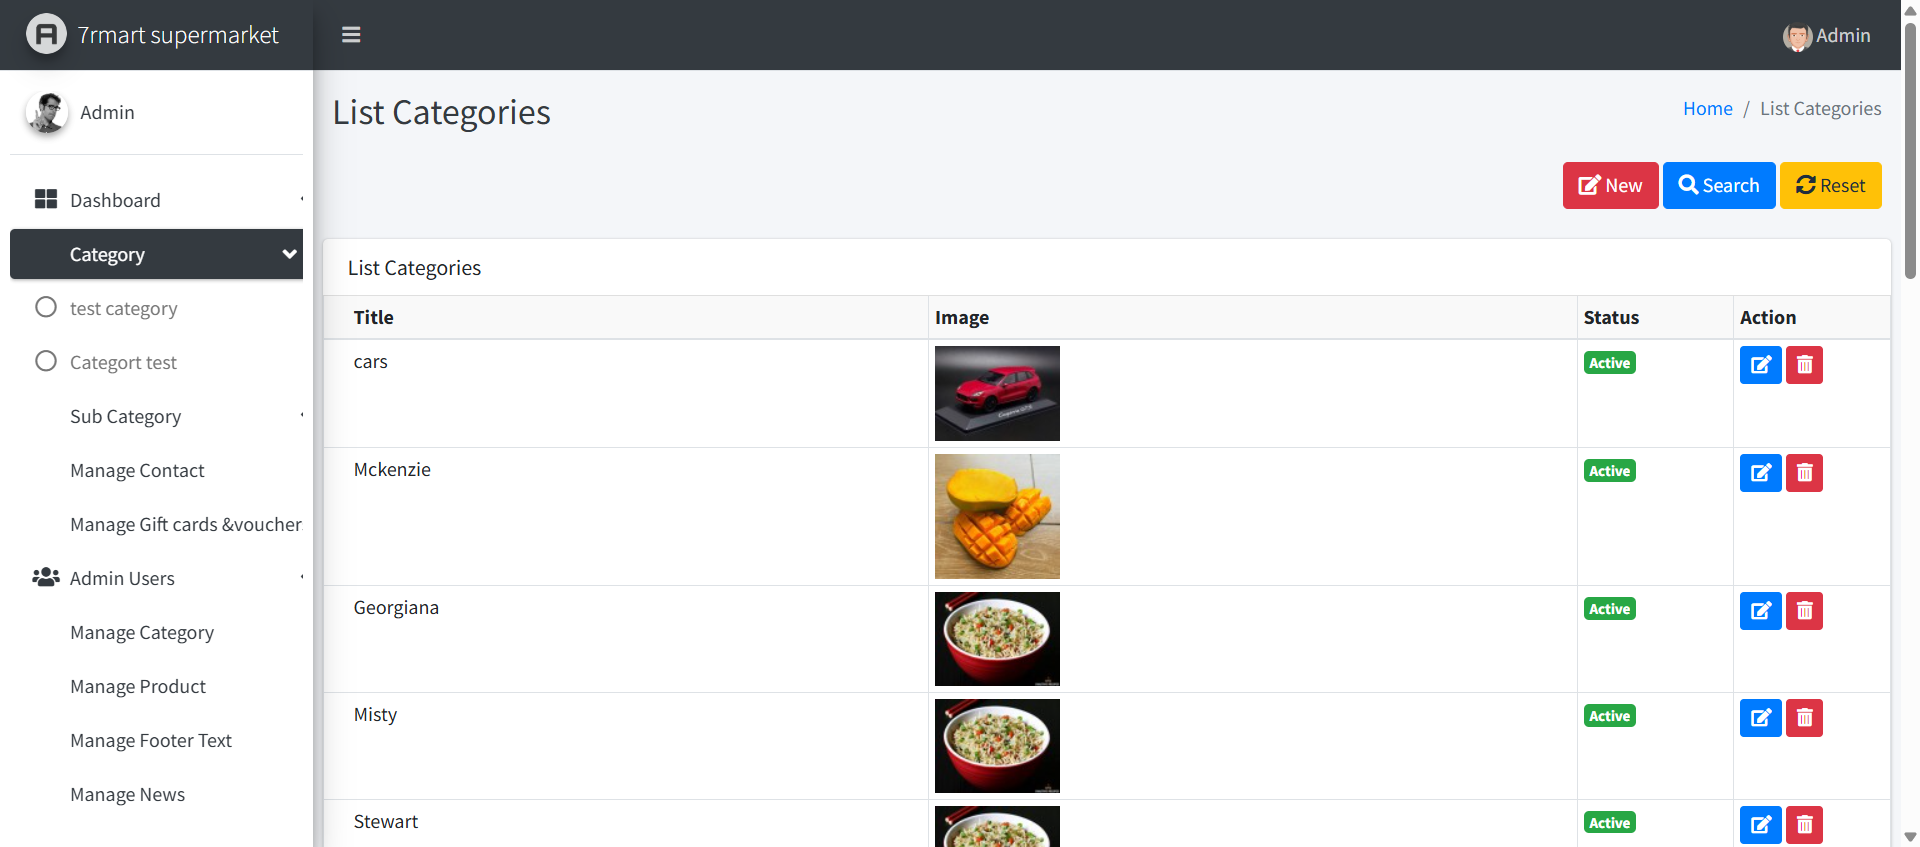 7rmart supermarket
Admin
Admin
List Categories
Home / List Categories
New
Search
Reset
Dashboard
Category
test category
Categort test
Sub Category
Manage Contact
Manage Gift cards &voucher
Admin Users
Manage Category
Manage Product
Manage Footer Text
Manage News
List Categories
Title
Image
Status
Action
cars
Active
Mckenzie
Active
Georgiana
Active
Misty
Active
Stewart
Active